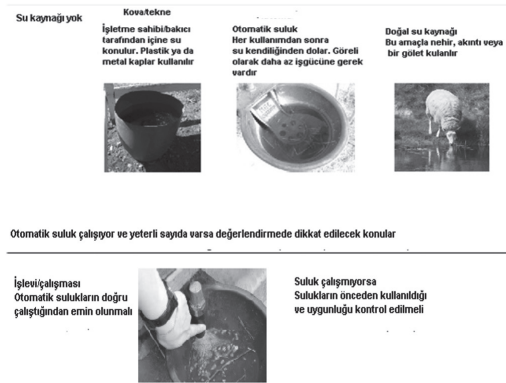 Su kaynağı yok
Kova/tekne
İşletme sahibi/bakıcı
tarafından içine su
konulur. Plastik ya da
metal kaplar kullanılır
Otomatik suluk
Her kullanımdan sonra
su kendiliğinden dolar. Göreli
olarak daha az işgücüne gerek
vardır
Doğal su kaynağı
Bu amaçla nehir, akıntı veya
bir gölet kulanlır
Otomatik suluk çalışıyor ve yeterli sayıda varsa değerlendirmede dikkat edilecek konular
İşlevi/çalışması
Otomatik sulukların doğru
çalıştığından emin olunmalı
Suluk çalışmıyorsa
Sulukların önceden kullanıldığı
ve uygunluğu kontrol edilmeli